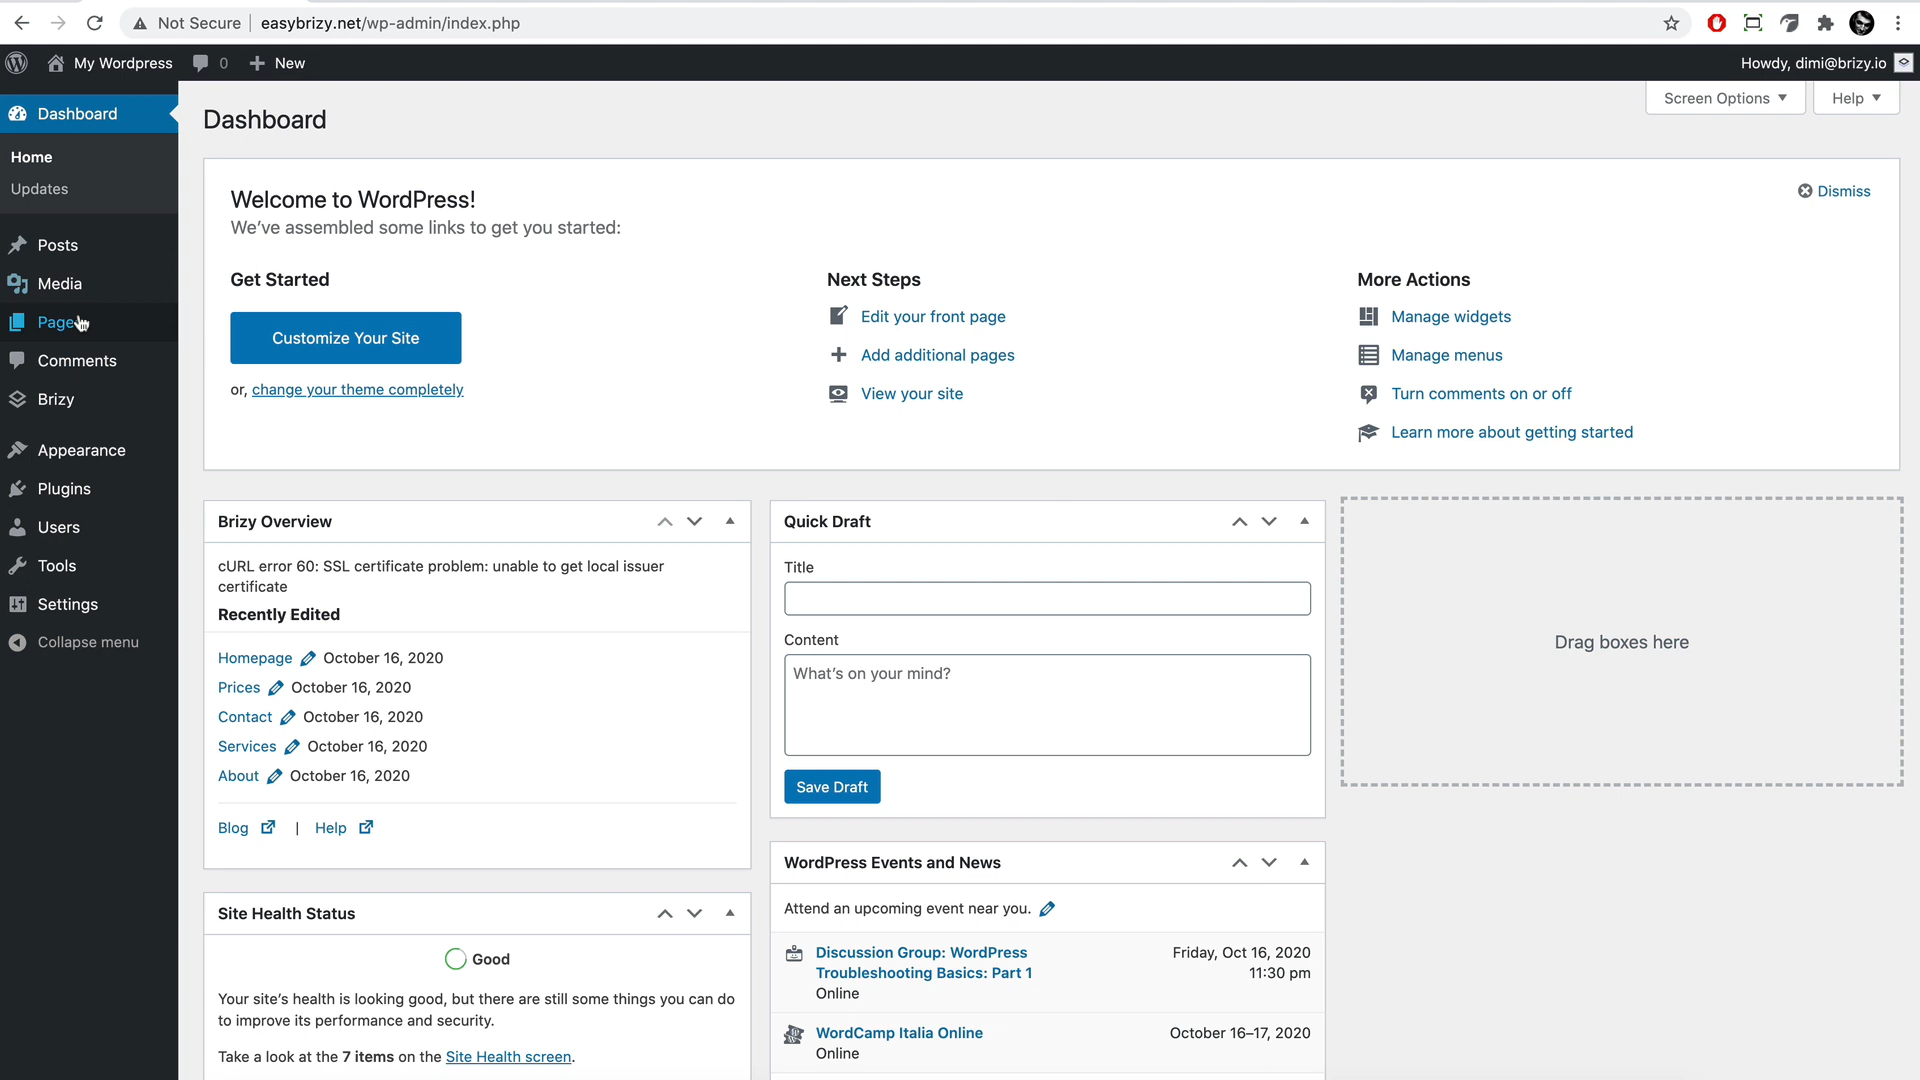 Not Secure easybrizy.net/wp-admin/index.php
My Wordpress 0 New Howdy, dimi@brizy.io
Dashboard
Home
Updates
Posts
Media
Page
Comments
Brizy
Appearance
Plugins
Users
Tools
Settings
Collapse menu
Screen Options Help
Dashboard
Welcome to WordPress!
Dismiss
We've assembled some links to get you started:
Get Started
Customize Your Site
or, change your theme completely
Next Steps
Edit your front page
Add additional pages
View your site
More Actions
Manage widgets
Manage menus
Turn comments on or off
Learn more about getting started
Brizy Overview
cURL error 60: SSL certificate problem: unable to get local issuer
certificate
Recently Edited
Homepage October 16, 2020
Prices October 16, 2020
Contact October 16, 2020
Services October 16, 2020
About October 16, 2020
Blog | Help
Site Health Status
Good
Your site's health is looking good, but there are still some things you can do
to improve its performance and security.
Take a look at the 7 items on the Site Health screen.
Quick Draft
Title
Content
What's on your mind?
Save Draft
WordPress Events and News
Attend an upcoming event near you.
Discussion Group: WordPress Friday, Oct 16, 2020
Troubleshooting Basics: Part 1 11:30 pm
Online
WordCamp Italia Online October 16–17, 2020
Online
Drag boxes here